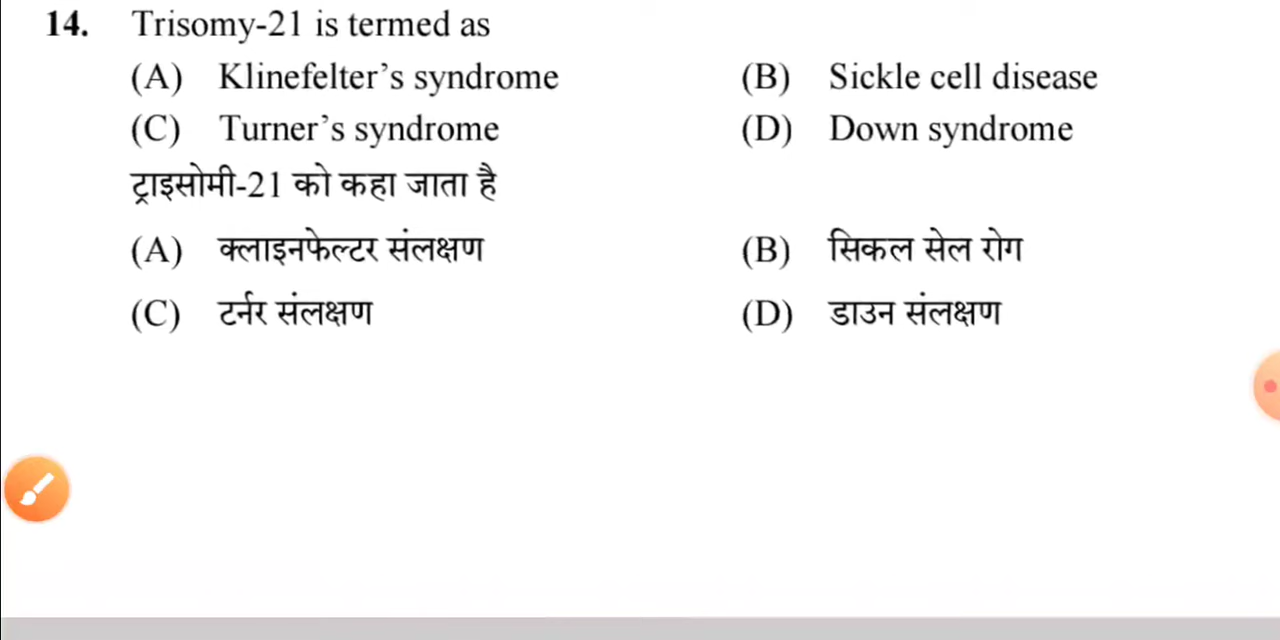 14. Trisomy-21 is termed as
(A) Klinefelter’s syndrome (B) Sickle cell disease
(C) Turner’s syndrome (D) Down syndrome
ट्राइसोमी-21 को कहा जाता है
(A) क्लाइनफेल्टर संलक्षण (B) सिकल सेल रोग
(C) टर्नर संलक्षण (D) डाउन संलक्षण